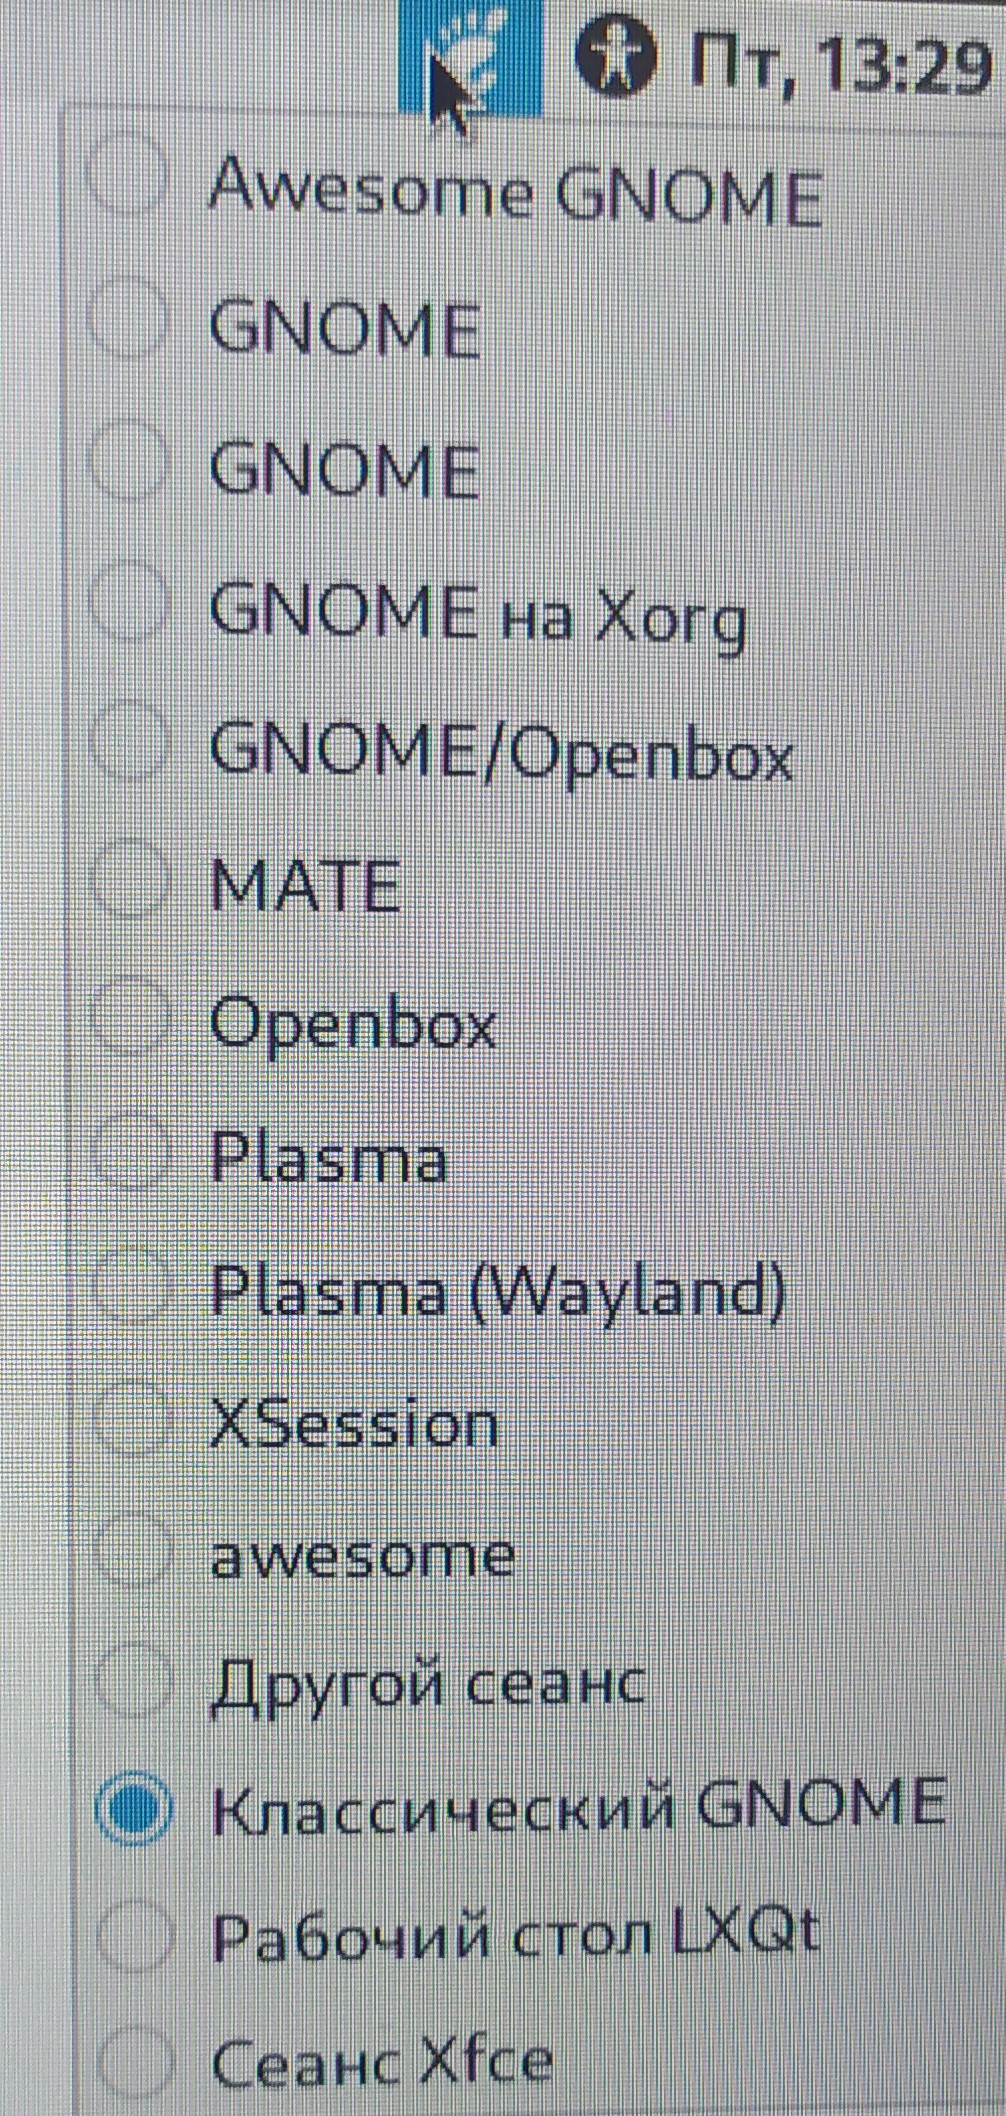 Пт, 13:29
Awesome GNOME
GNOME
GNOME
GNOME на Xorg
GNOME/Openbox
MATE
Openbox
Plasma
Plasma (Wayland)
XSession
awesome
Другой сеанс
Классический GNOME
Рабочий стол LXQt
Сеанс Xfce